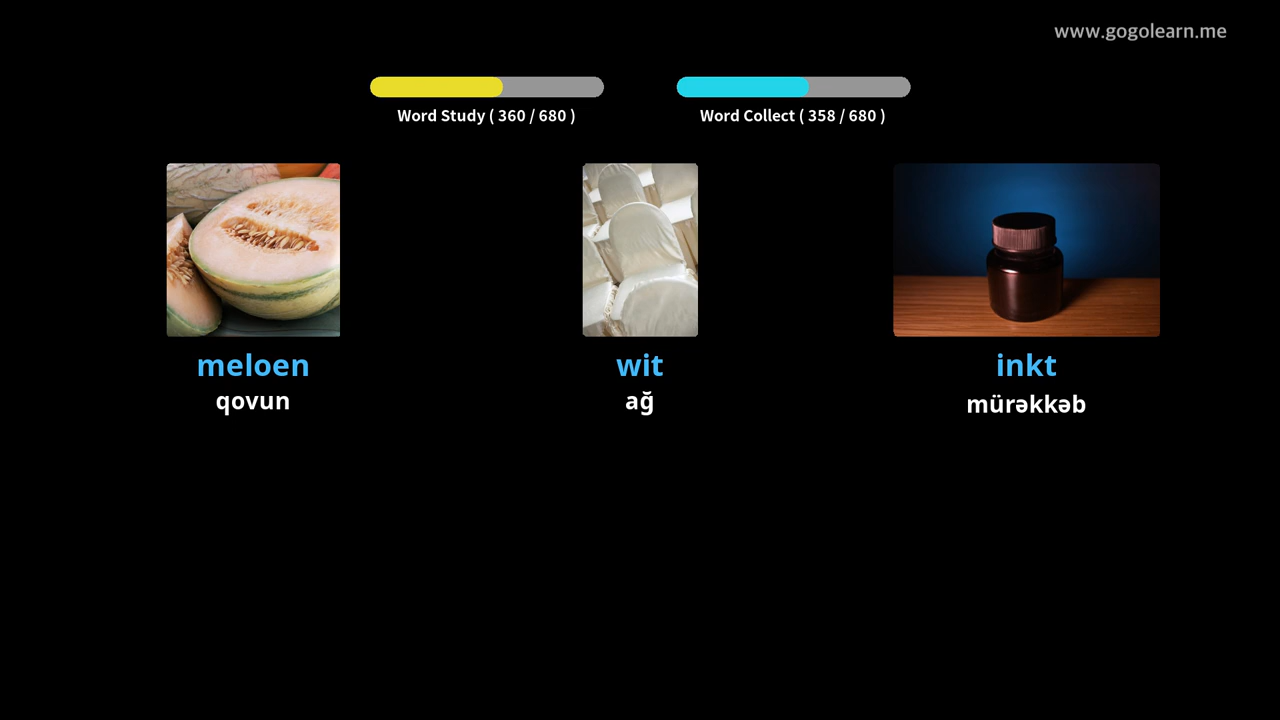 www.gogolearn.me
Word Study ( 360 / 680 )
Word Collect ( 358 / 680 )
meloen
qovun
wit
ağ
inkt
mürəkkəb